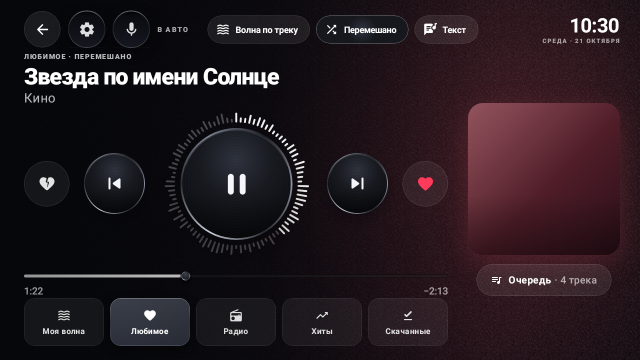 В АВТО
Волна по треку
Перемешано
Текст
10:30
СРЕДА · 21 ОКТЯБРЯ
ЛЮБИМОЕ · ПЕРЕМЕШАНО
Звезда по имени Солнце
Кино
Очередь · 4 трека
1:22
−2:13
Моя волна
Любимое
Радио
Хиты
Скачанные